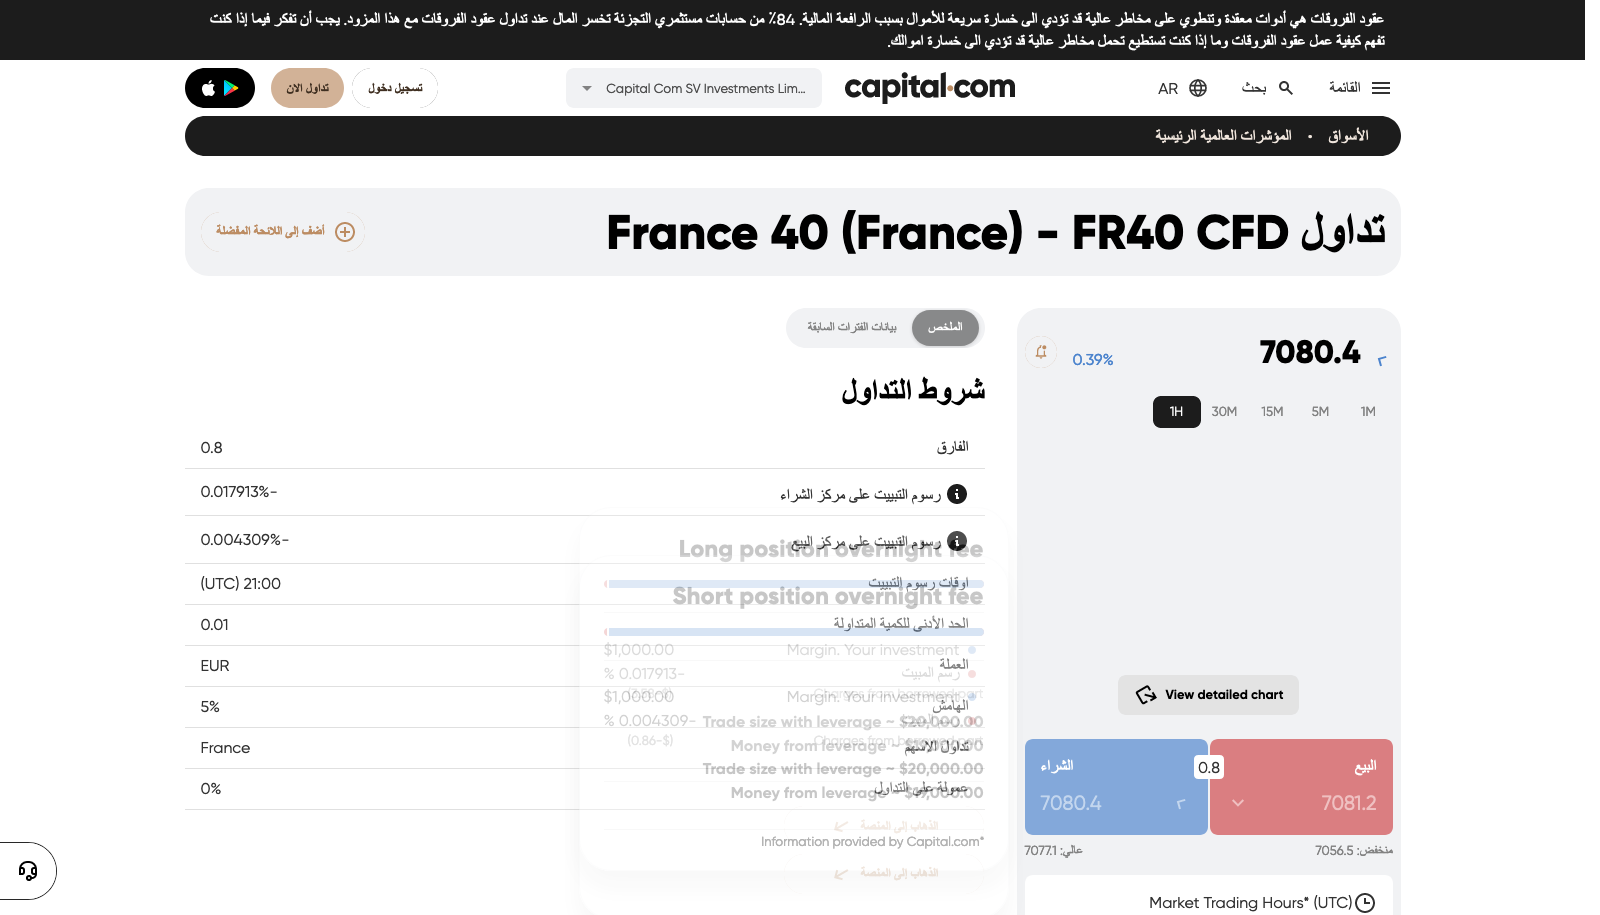 عقود الفروقات هي أدوات معقدة وتنطوي على مخاطر عالية قد تؤدي الى خسارة سريعة للأموال بسبب الرافعة المالية. 84٪ من حسابات مستثمري التجزئة تخسر المال عند تداول عقود الفروقات مع هذا المزود. يجب أن تفكر فيما إذا كنت
تفهم كيفية عمل عقود الفروقات وما إذا كنت تستطيع تحمل مخاطر عالية قد تؤدي الى خسارة اموالك.
القائمة
بحث
AR
capital.com
Capital Com SV Investments Lim...
تسجيل دخول
تداول الآن
الأسواق • المؤشرات العالمية الرئيسية
تداول France 40 (France) - FR40 CFD
أضف إلى اللائحة المفضلة
7080.4
0.39%
1H 30M 15M 5M 1M
View detailed chart
البيع
7081.2
0.8
الشراء
7080.4
منخفض: 7056.5
عالي: 7077.1
Market Trading Hours* (UTC)
الملخص
بيانات الفترات السابقة
شروط التداول
الفارق 0.8
رسوم التبييت على مركز الشراء -0.017913%
رسوم التبييت على مركز البيع -0.004309%
اوقات رسوم التبييت 21:00 (UTC)
الحد الأدنى للكمية المتداولة 0.01
العملة EUR
الهامش 5%
تداول الاسهم France
عمولة على التداول 0%
Long position overnight fee
Short position overnight fee
Margin. Your investment $1,000.00
رسم المبيت -0.017913 %
Margin. Your investment $1,000.00
-0.004309 %
Charges from borrowed part ($-0.86)
Trade size with leverage ~ $20,000.00
Money from leverage ~
Trade size with leverage ~ $20,000.00
Money from leverage ~ $19,000.00
الذهاب إلى المنصة
Information provided by Capital.com*
الذهاب إلى المنصة